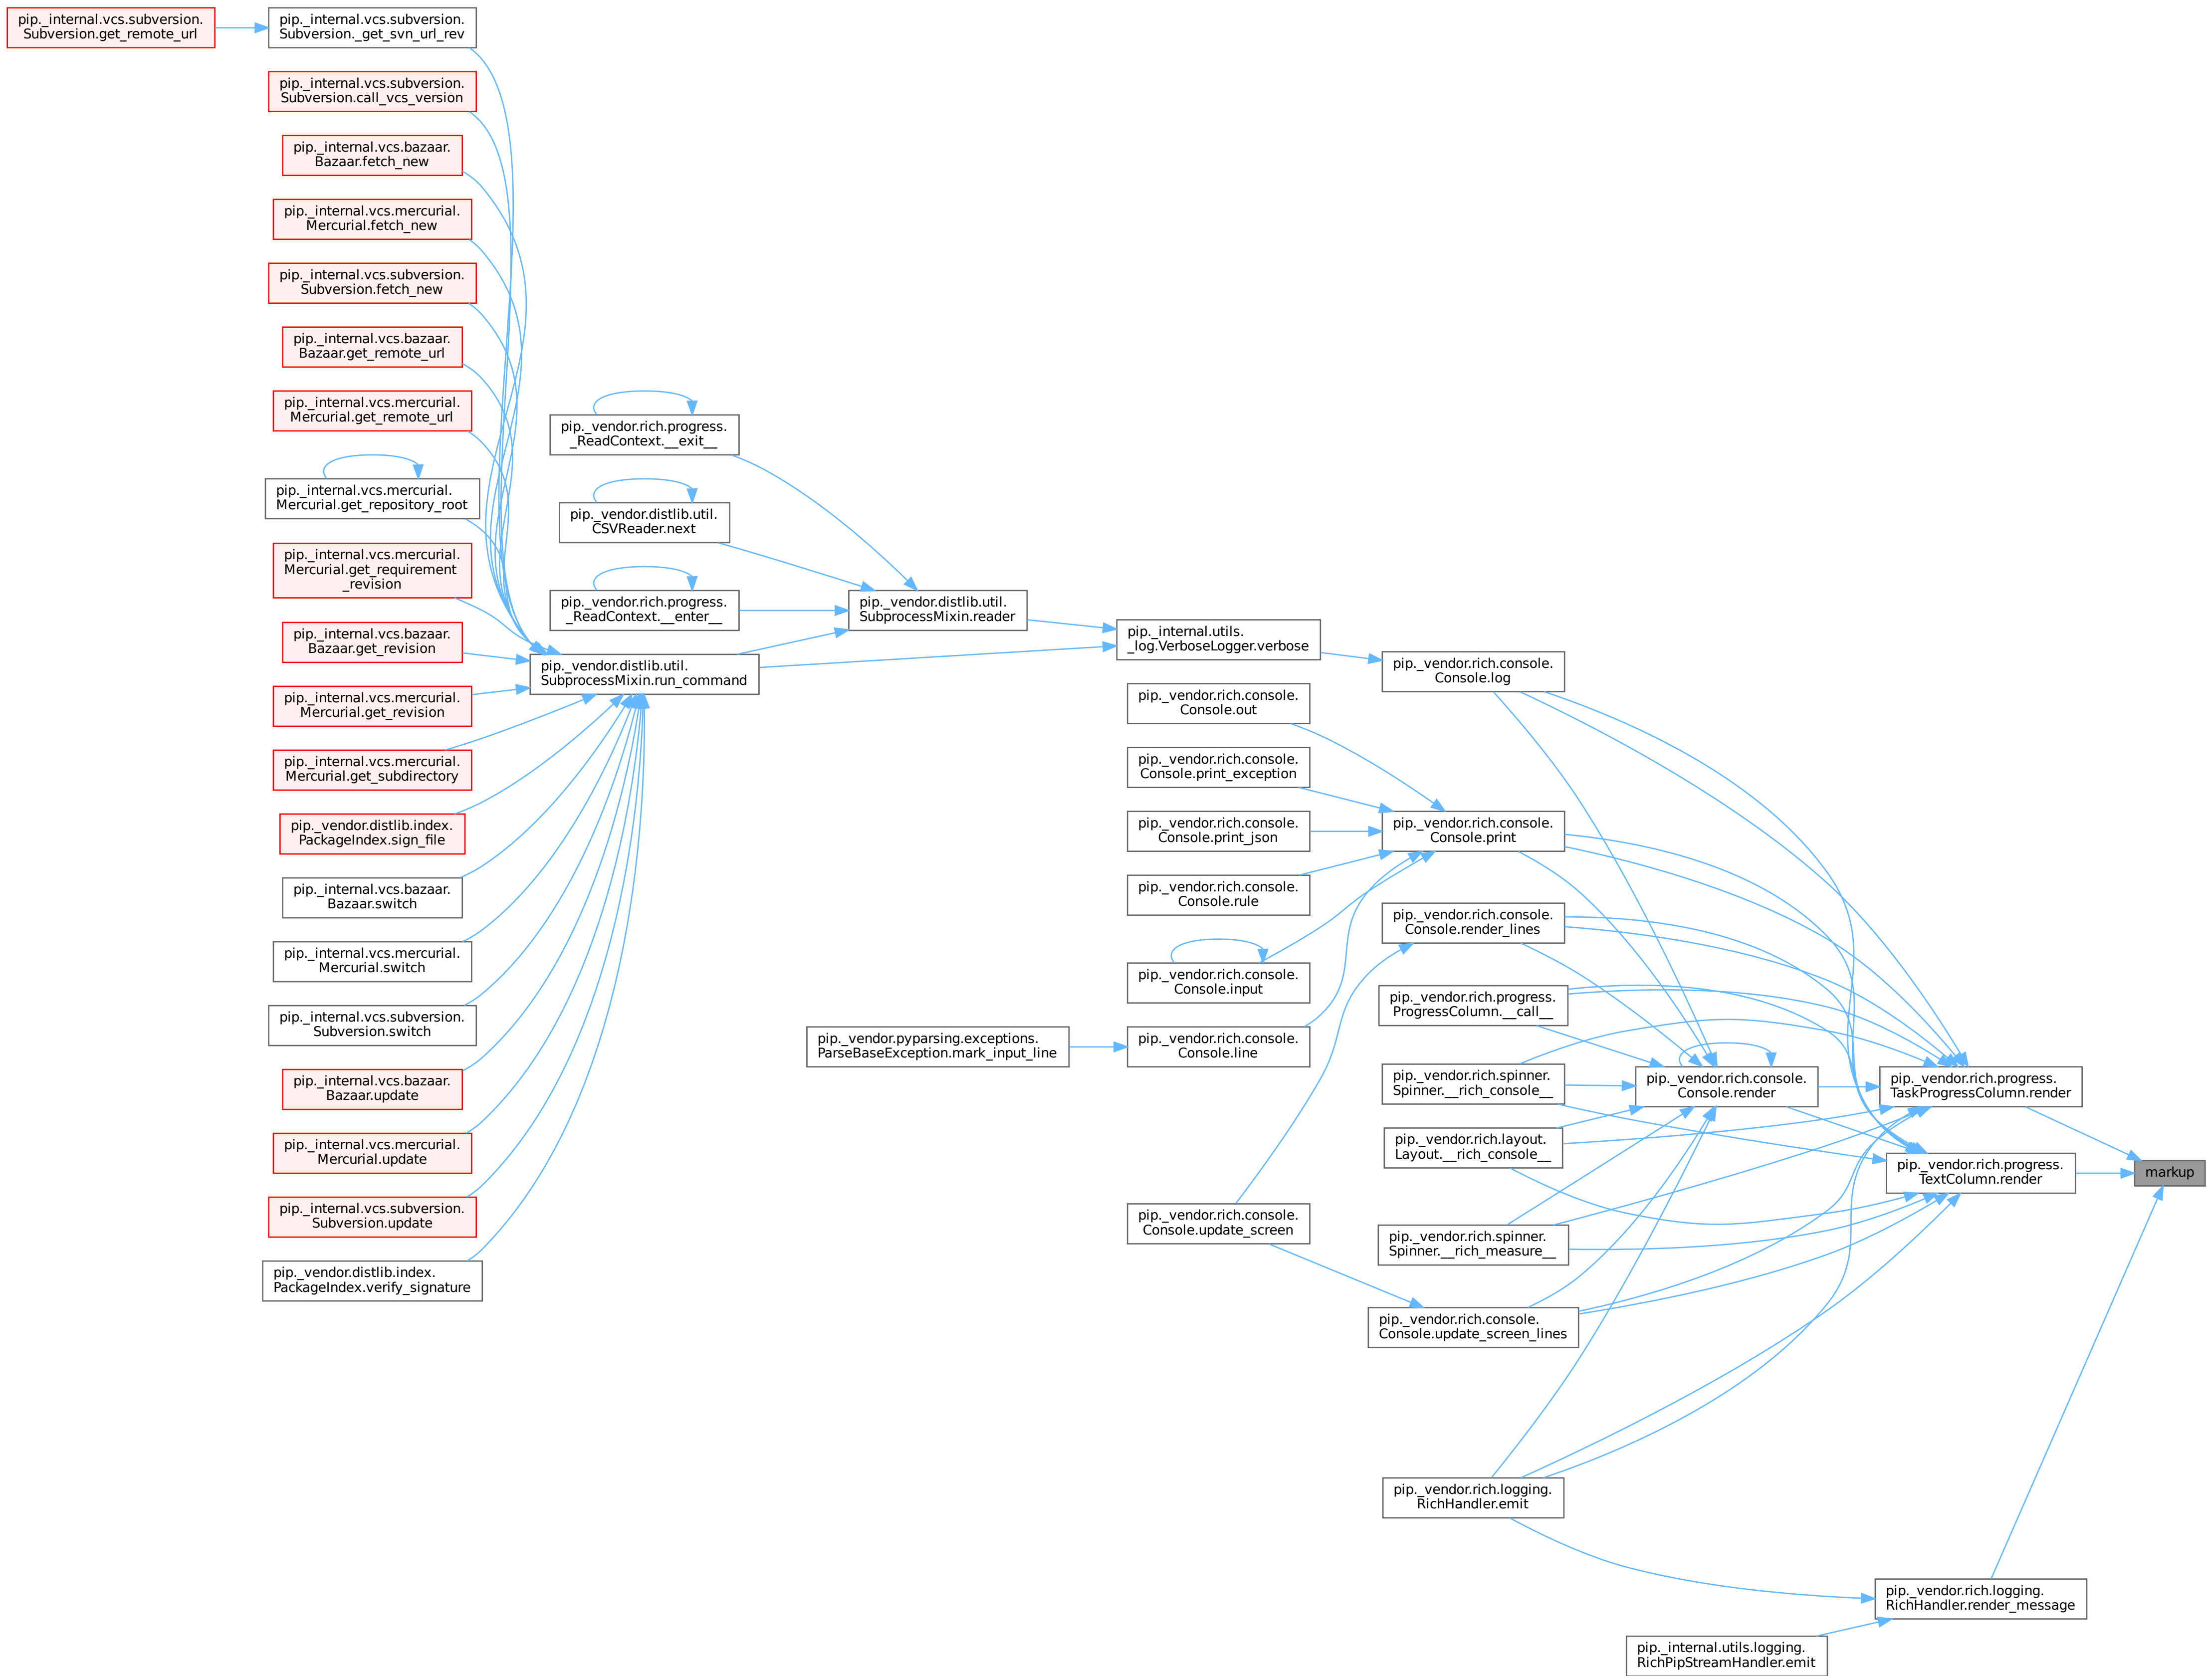 pip._internal.vcs.subversion.
Subversion.get_remote_url
pip._internal.vcs.subversion.
Subversion._get_svn_url_rev
pip._internal.vcs.subversion.
Subversion.call_vcs_version
pip._internal.vcs.bazaar.
Bazaar.fetch_new
pip._internal.vcs.mercurial.
Mercurial.fetch_new
pip._internal.vcs.subversion.
Subversion.fetch_new
pip._internal.vcs.bazaar.
Bazaar.get_remote_url
pip._internal.vcs.mercurial.
Mercurial.get_remote_url
pip._internal.vcs.mercurial.
Mercurial.get_repository_root
pip._internal.vcs.mercurial.
Mercurial.get_requirement
_revision
pip._internal.vcs.bazaar.
Bazaar.get_revision
pip._internal.vcs.mercurial.
Mercurial.get_revision
pip._internal.vcs.mercurial.
Mercurial.get_subdirectory
pip._vendor.distlib.index.
PackageIndex.sign_file
pip._internal.vcs.bazaar.
Bazaar.switch
pip._internal.vcs.mercurial.
Mercurial.switch
pip._internal.vcs.subversion.
Subversion.switch
pip._internal.vcs.bazaar.
Bazaar.update
pip._internal.vcs.mercurial.
Mercurial.update
pip._internal.vcs.subversion.
Subversion.update
pip._vendor.distlib.index.
PackageIndex.verify_signature
pip._vendor.rich.progress.
_ReadContext.__exit__
pip._vendor.distlib.util.
CSVReader.next
pip._vendor.rich.progress.
_ReadContext.__enter__
pip._vendor.distlib.util.
SubprocessMixin.run_command
pip._vendor.distlib.util.
SubprocessMixin.reader
pip._vendor.pyparsing.exceptions.
ParseBaseException.mark_input_line
pip._internal.utils.
_log.VerboseLogger.verbose
pip._vendor.rich.console.
Console.out
pip._vendor.rich.console.
Console.print_exception
pip._vendor.rich.console.
Console.print_json
pip._vendor.rich.console.
Console.rule
pip._vendor.rich.console.
Console.input
pip._vendor.rich.console.
Console.line
pip._vendor.rich.console.
Console.update_screen
pip._vendor.rich.console.
Console.log
pip._vendor.rich.console.
Console.print
pip._vendor.rich.console.
Console.render_lines
pip._vendor.rich.progress.
ProgressColumn.__call__
pip._vendor.rich.spinner.
Spinner.__rich_console__
pip._vendor.rich.layout.
Layout.__rich_console__
pip._vendor.rich.spinner.
Spinner.__rich_measure__
pip._vendor.rich.console.
Console.update_screen_lines
pip._vendor.rich.logging.
RichHandler.emit
pip._vendor.rich.console.
Console.render
pip._internal.utils.logging.
RichPipStreamHandler.emit
pip._vendor.rich.progress.
TaskProgressColumn.render
pip._vendor.rich.progress.
TextColumn.render
pip._vendor.rich.logging.
RichHandler.render_message
markup